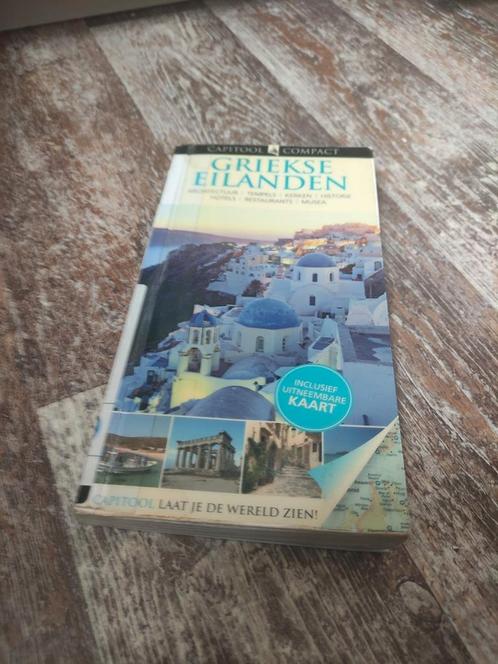 CAPITOOL COMPACT
GRIEKSE
EILANDEN
ARCHITECTUUR | TEMPELS | KERKEN | HISTORIE
HOTELS | RESTAURANTS | MUSEA
INCLUSIEF
UITNEEMBARE
KAART
CAPITOOL LAAT JE DE WERELD ZIEN!